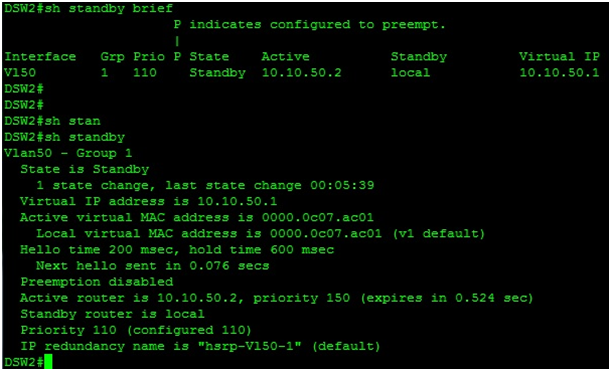 DSW2#sh standby brief
                     P indicates configured to preempt.
                     |
Interface   Grp Prio P State    Active          Standby         Virtual IP
Vl50        1   110    Standby  10.10.50.2      local           10.10.50.1
DSW2#
DSW2#
DSW2#sh stan
DSW2#sh standby
Vlan50 - Group 1
  State is Standby
    1 state change, last state change 00:05:39
  Virtual IP address is 10.10.50.1
  Active virtual MAC address is 0000.0c07.ac01
    Local virtual MAC address is 0000.0c07.ac01 (v1 default)
  Hello time 200 msec, hold time 600 msec
    Next hello sent in 0.076 secs
  Preemption disabled
  Active router is 10.10.50.2, priority 150 (expires in 0.524 sec)
  Standby router is local
  Priority 110 (configured 110)
  IP redundancy name is "hsrp-Vl50-1" (default)
DSW2#